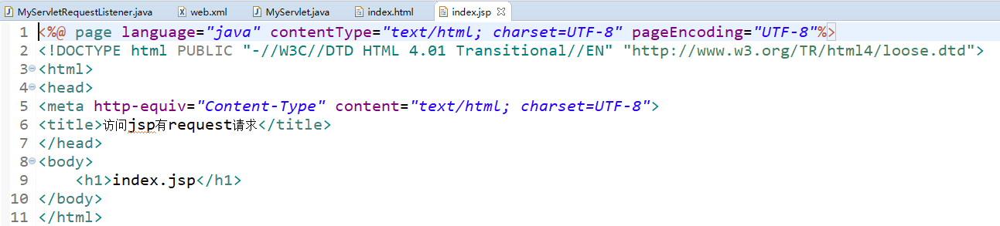 MyServletRequestListener.java web.xml MyServlet.java index.html index.jsp
1 <%@ page language="java" contentType="text/html; charset=UTF-8" pageEncoding="UTF-8"%>
2 <!DOCTYPE html PUBLIC "-//W3C//DTD HTML 4.01 Transitional//EN" "http://www.w3.org/TR/html4/loose.dtd">
3 <html>
4 <head>
5 <meta http-equiv="Content-Type" content="text/html; charset=UTF-8">
6 <title>访问jsp有request请求</title>
7 </head>
8 <body>
9     <h1>index.jsp</h1>
10 </body>
11 </html>